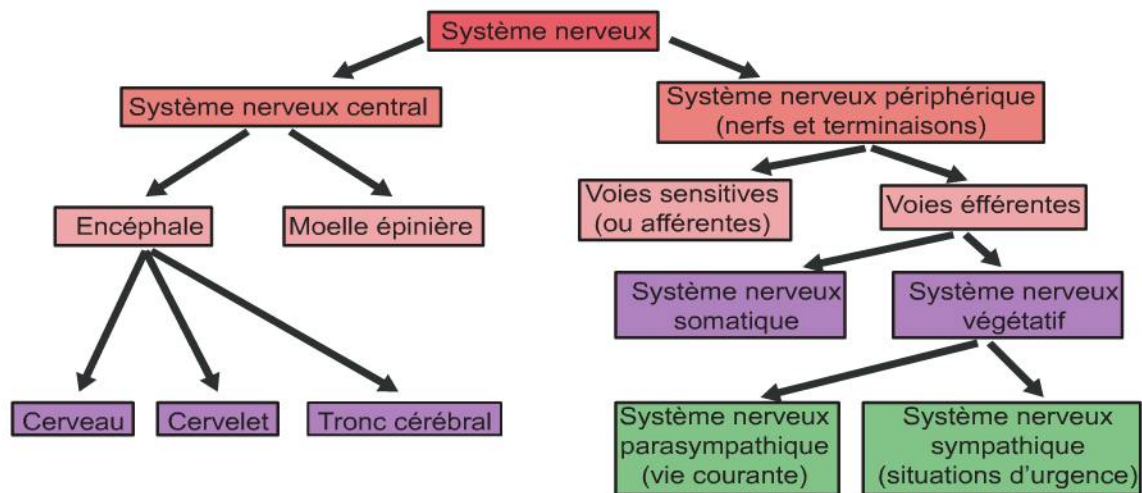 Système nerveux
Système nerveux central
Système nerveux périphérique
(nerfs et terminaisons)
Encéphale
Moelle épinière
Voies sensitives
(ou afférentes)
Voies éfférentes
Système nerveux
somatique
Système nerveux
végétatif
Cerveau
Cervelet
Tronc cérébral
Système nerveux
parasympathique
(vie courante)
Système nerveux
sympathique
(situations d'urgence)